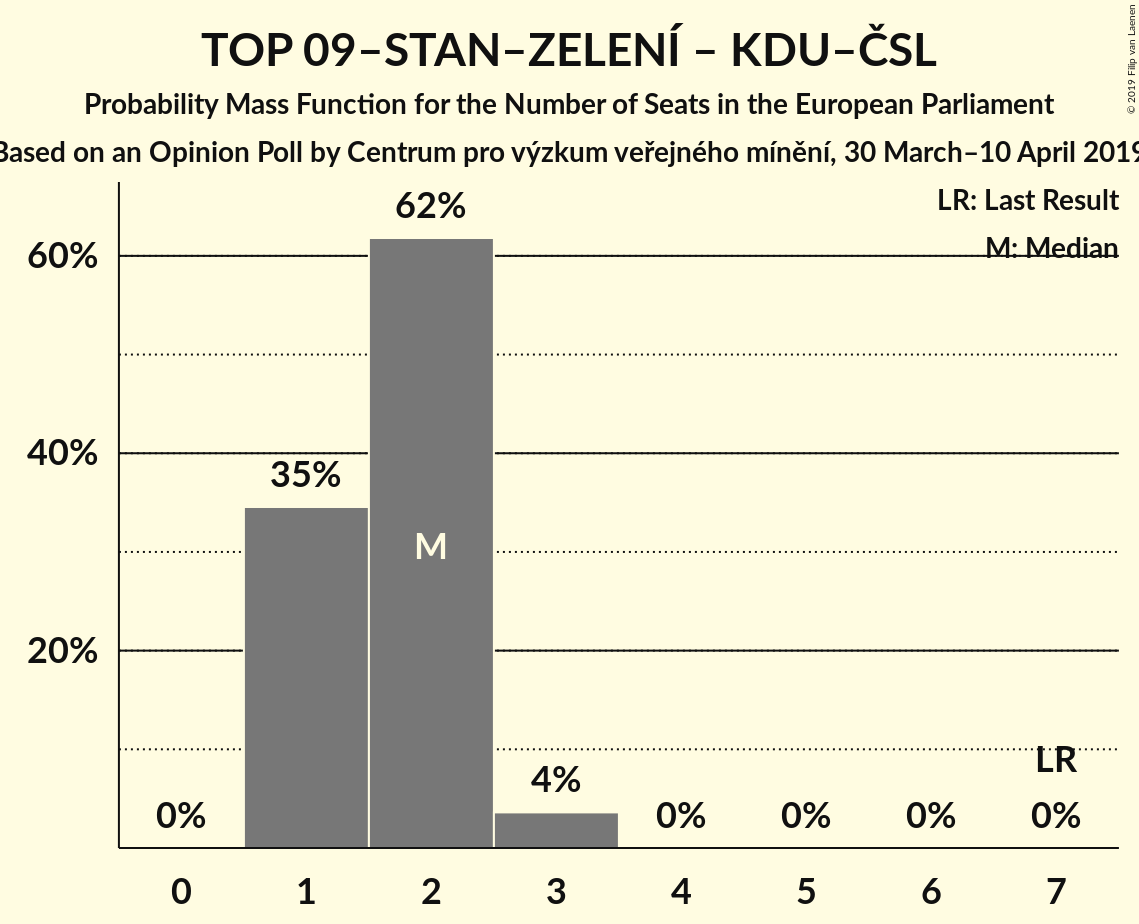 TOP 09–STAN–ZELENÍ – KDU–ČSL
Probability Mass Function for the Number of Seats in the European Parliament
Based on an Opinion Poll by Centrum pro výzkum veřejného mínění, 30 March–10 April 2019
© 2019 Filip van Laenen
LR: Last Result
M: Median
62%
60%
40%
35%
M
20%
LR
4%
0% 0% 0% 0% 0%
0 1 2 3 4 5 6 7